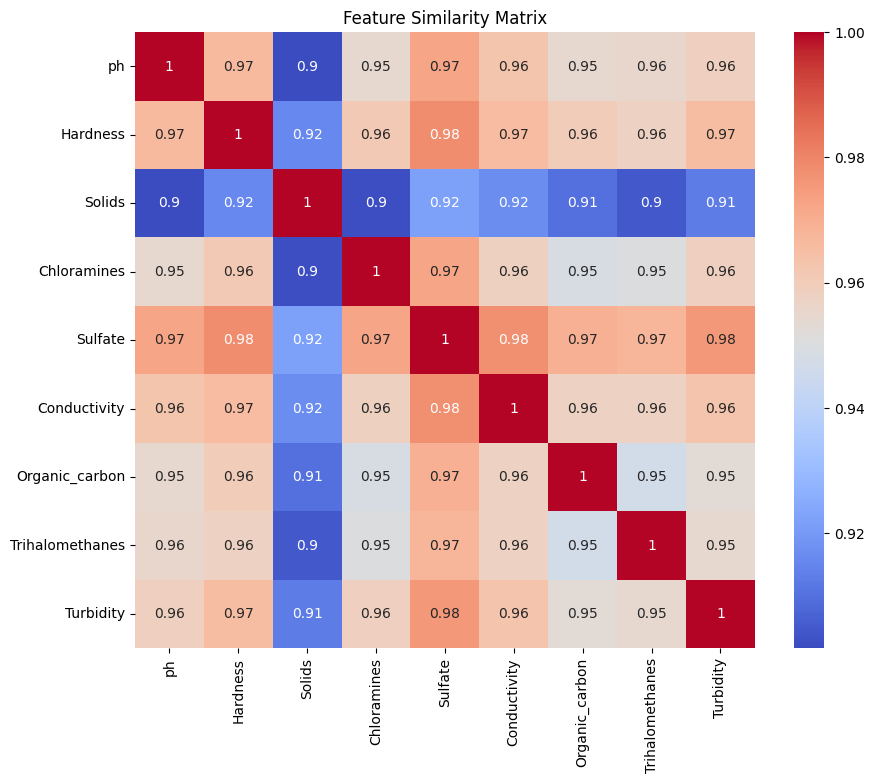 Feature Similarity Matrix
ph 1 0.97 0.9 0.95 0.97 0.96 0.95 0.96 0.96
Hardness 0.97 1 0.92 0.96 0.98 0.97 0.96 0.96 0.97
Solids 0.9 0.92 1 0.9 0.92 0.92 0.91 0.9 0.91
Chloramines 0.95 0.96 0.9 1 0.97 0.96 0.95 0.95 0.96
Sulfate 0.97 0.98 0.92 0.97 1 0.98 0.97 0.97 0.98
Conductivity 0.96 0.97 0.92 0.96 0.98 1 0.96 0.96 0.96
Organic_carbon 0.95 0.96 0.91 0.95 0.97 0.96 1 0.95 0.95
Trihalomethanes 0.96 0.96 0.9 0.95 0.97 0.96 0.95 1 0.95
Turbidity 0.96 0.97 0.91 0.96 0.98 0.96 0.95 0.95 1
ph
Hardness
Solids
Chloramines
Sulfate
Conductivity
Organic_carbon
Trihalomethanes
Turbidity
1.00
0.98
0.96
0.94
0.92